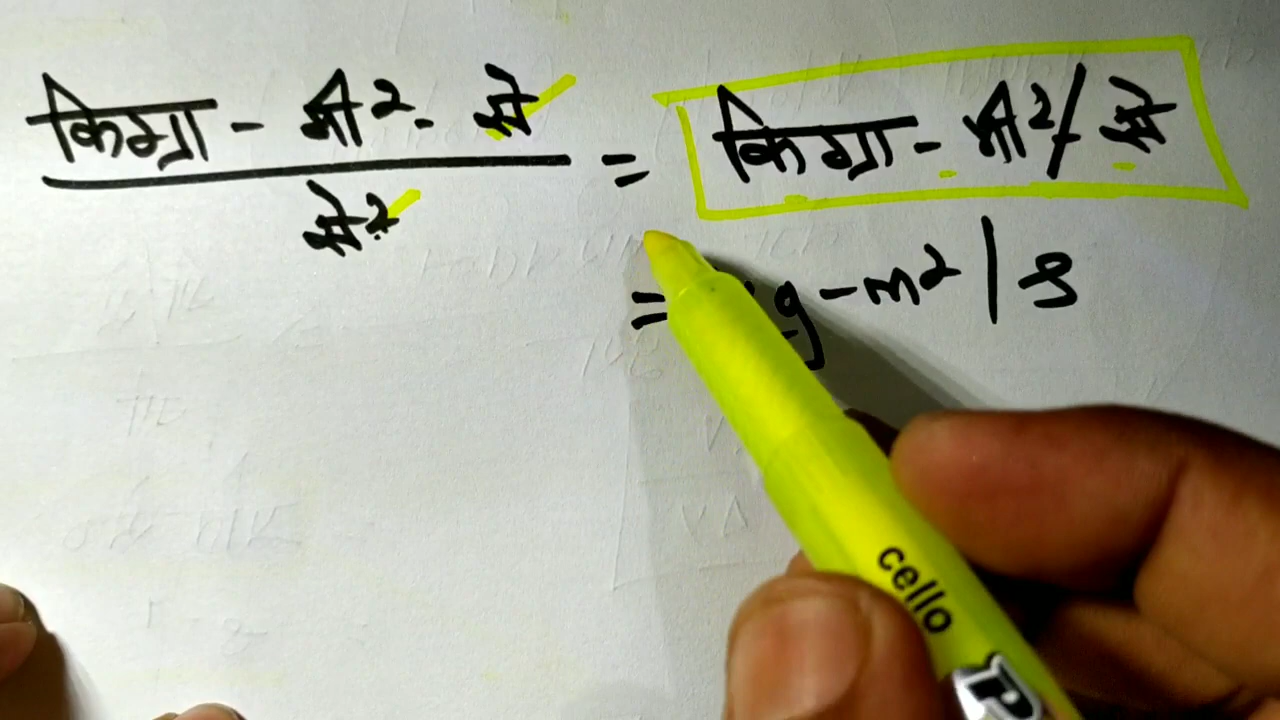 किग्रा - मी² - से = किग्रा - मी²/से
से²
= kg - m² | s
cello